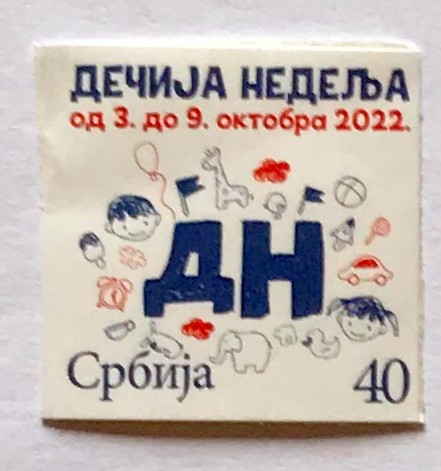 ДЕЧИЈА НЕДЕЉА
од 3. до 9. октобра 2022.
ДН
Србија 40